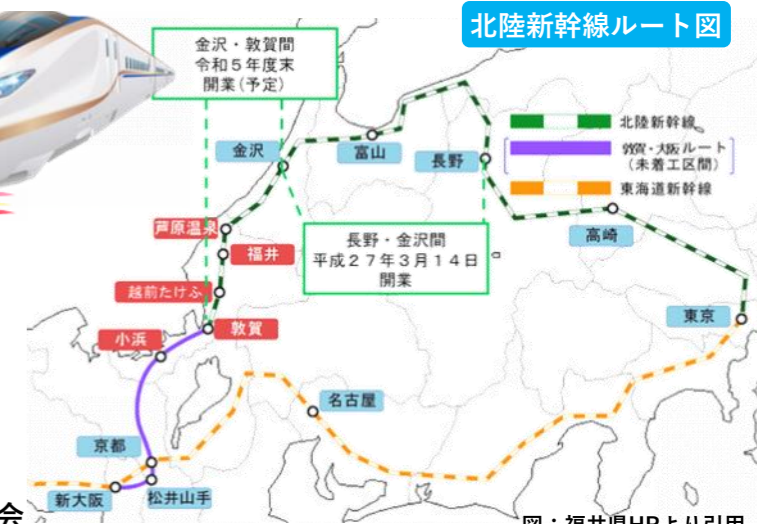 北陸新幹線ルート図
金沢・敦賀間
令和５年度末
開業(予定)
北陸新幹線
敦賀・大阪ルート
(未着工区間)
東海道新幹線
金沢
富山
長野
芦原温泉
福井
長野・金沢間
平成２７年３月１４日
開業
高崎
越前たけふ
東京
小浜
敦賀
名古屋
京都
新大阪
松井山手
会
図：福井県HPより引用